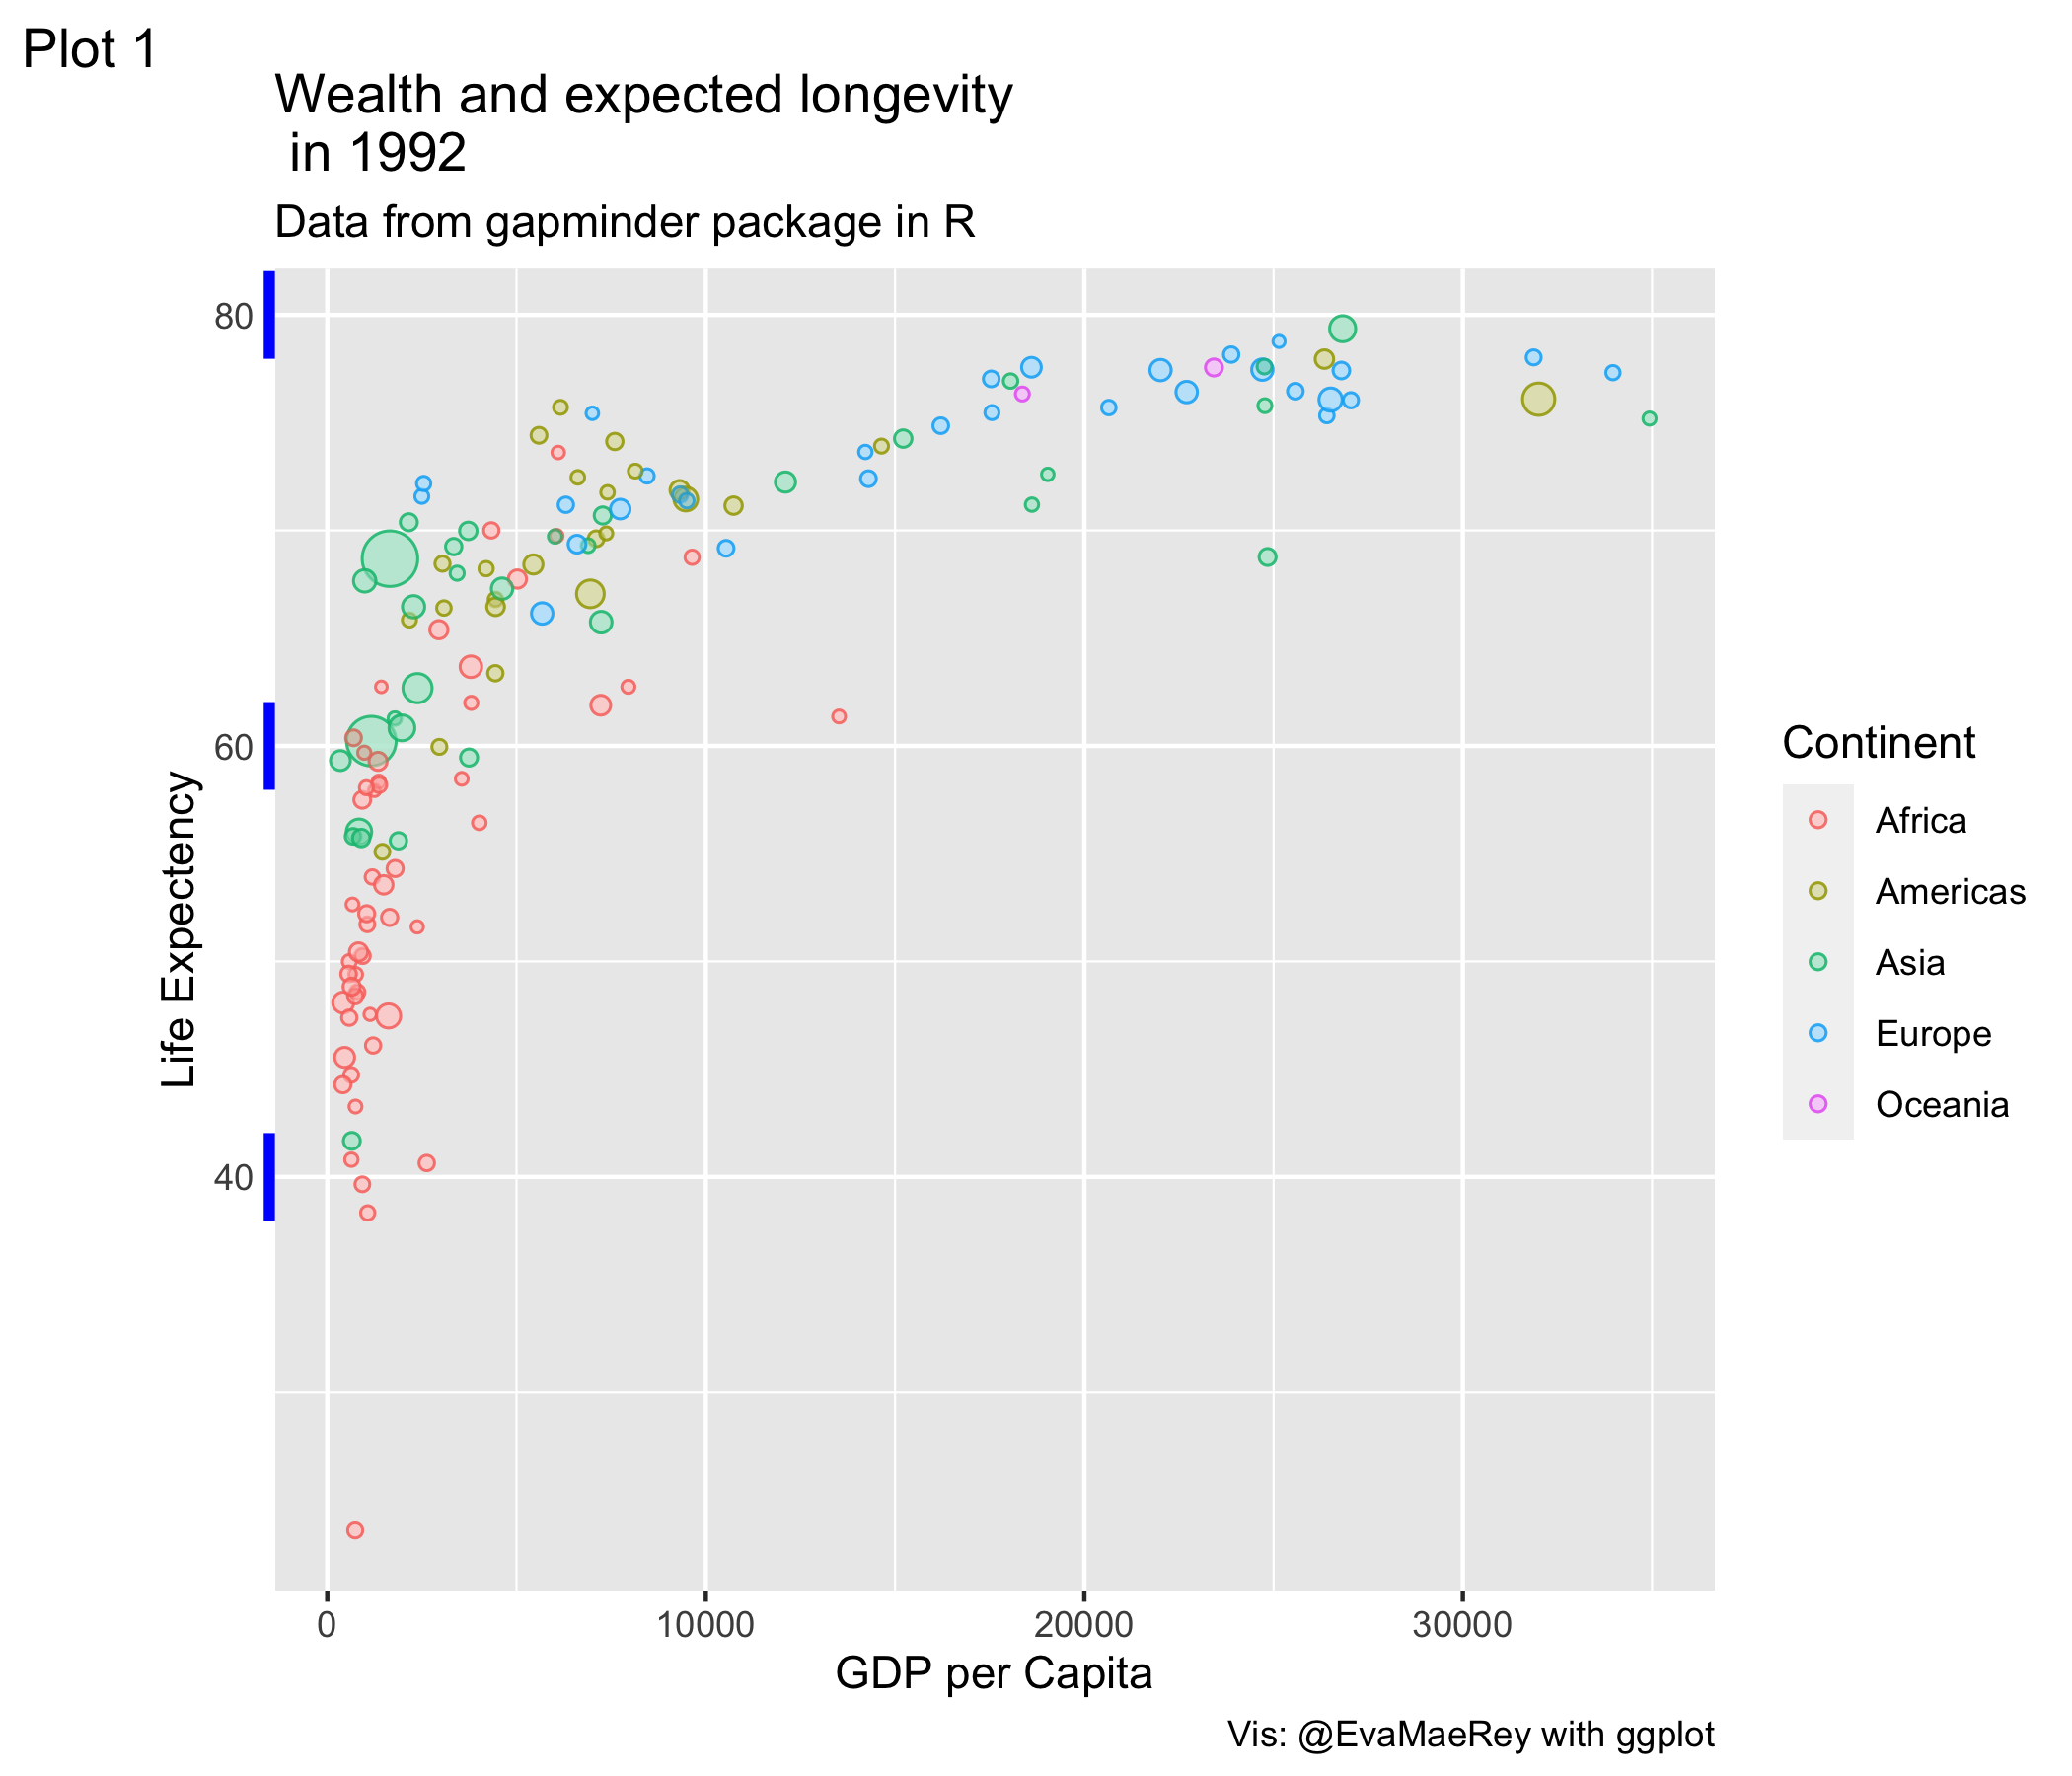 Plot 1
Wealth and expected longevity
in 1992
Data from gapminder package in R
80
60
40
Life Expectency
0 10000 20000 30000
GDP per Capita
Continent
Africa
Americas
Asia
Europe
Oceania
Vis: @EvaMaeRey with ggplot